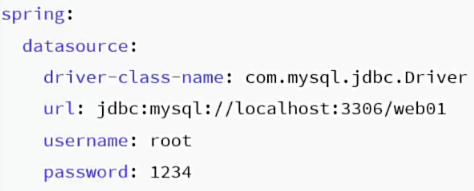 spring:
  datasource:
    driver-class-name: com.mysql.jdbc.Driver
    url: jdbc:mysql://localhost:3306/web01
    username: root
    password: 1234